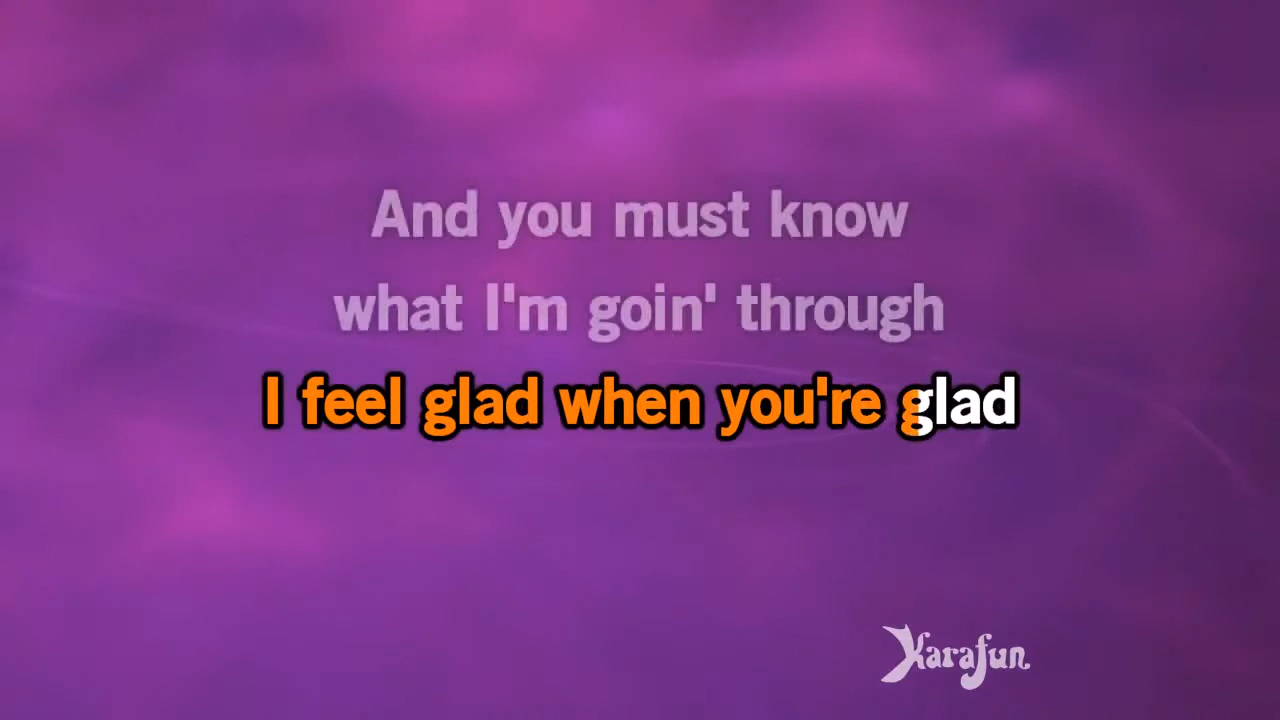 And you must know
what I'm goin' through
I feel glad when you're glad
Karafun